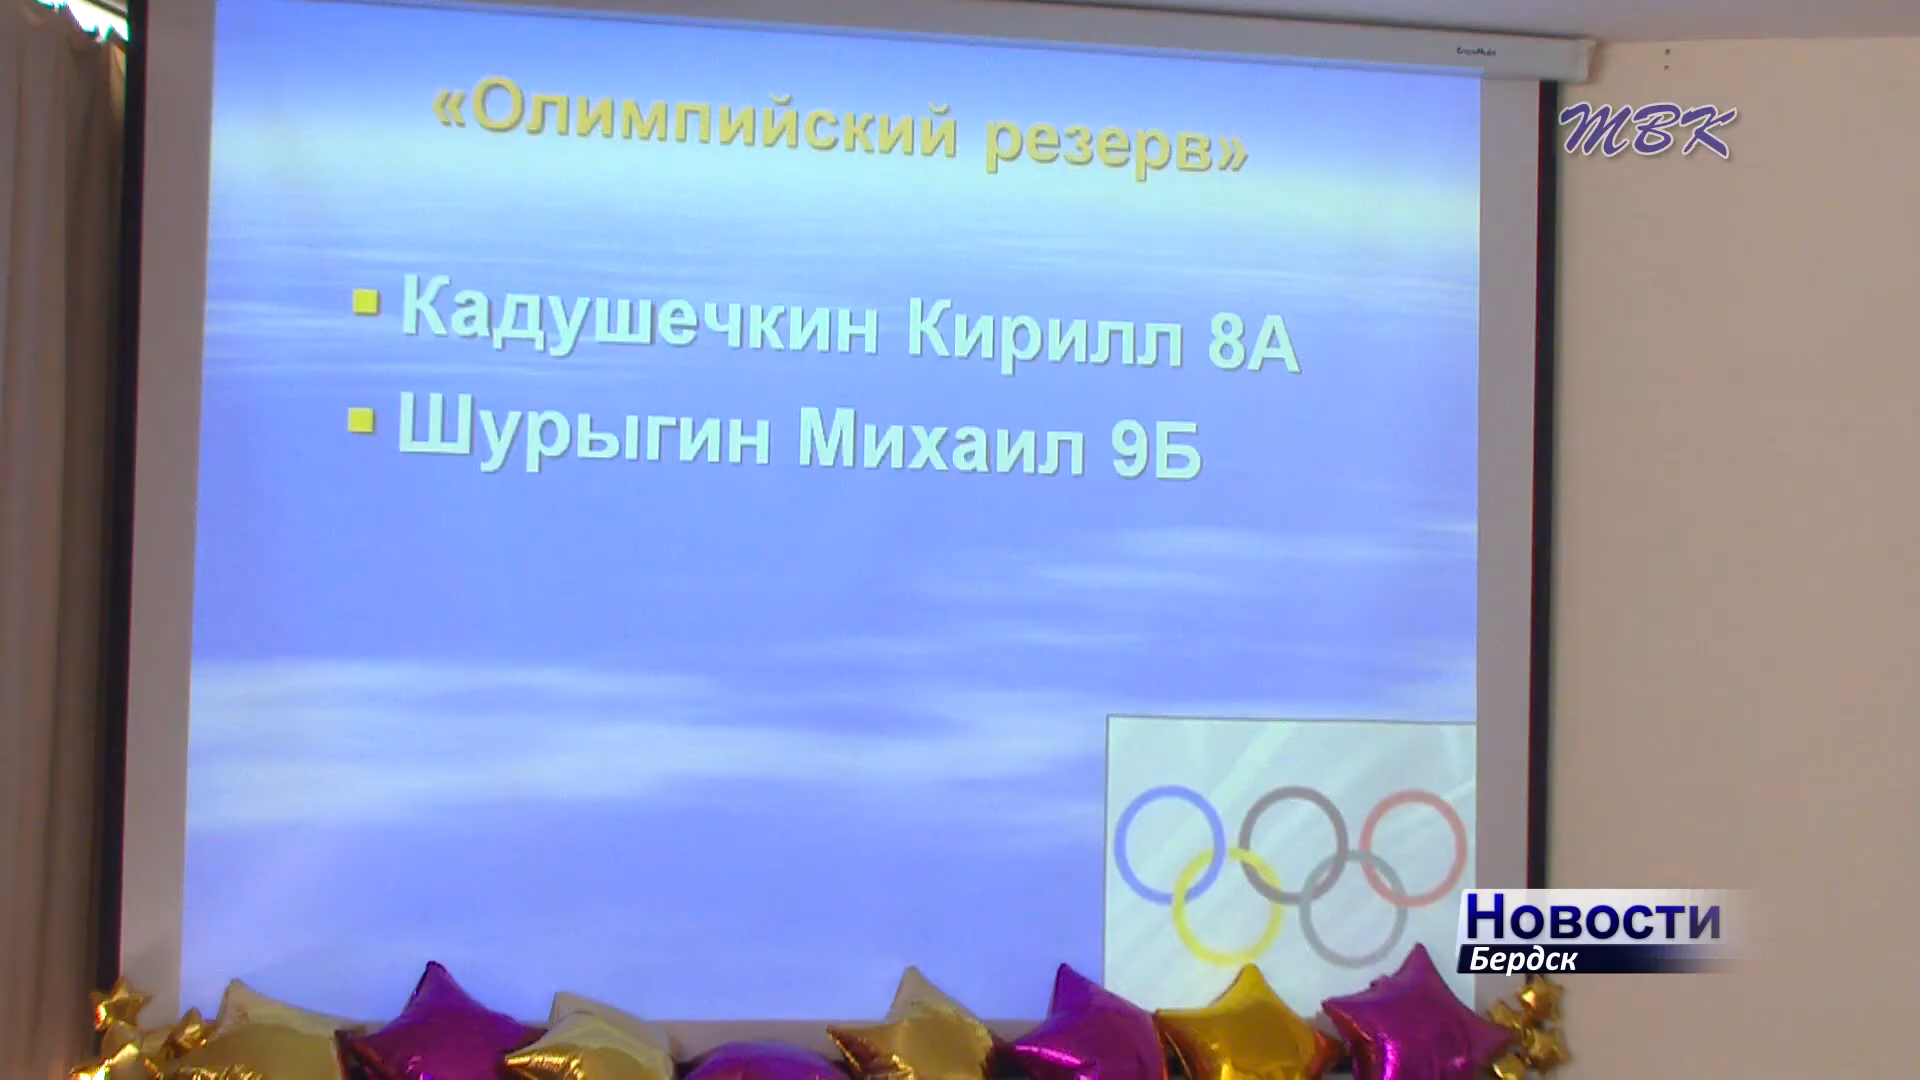 «Олимпийский резерв»
ТВК
Кадушечкин Кирилл 8А
Шурыгин Михаил 9Б
Новости
Бердск